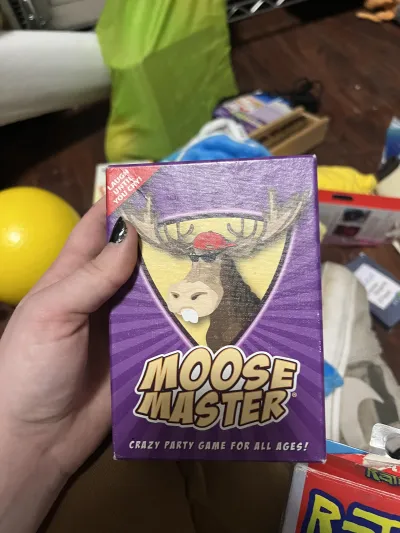 LAUGH
UNTIL
YOU CRY!
MOOSE
MASTER®
CRAZY PARTY GAME FOR ALL AGES!